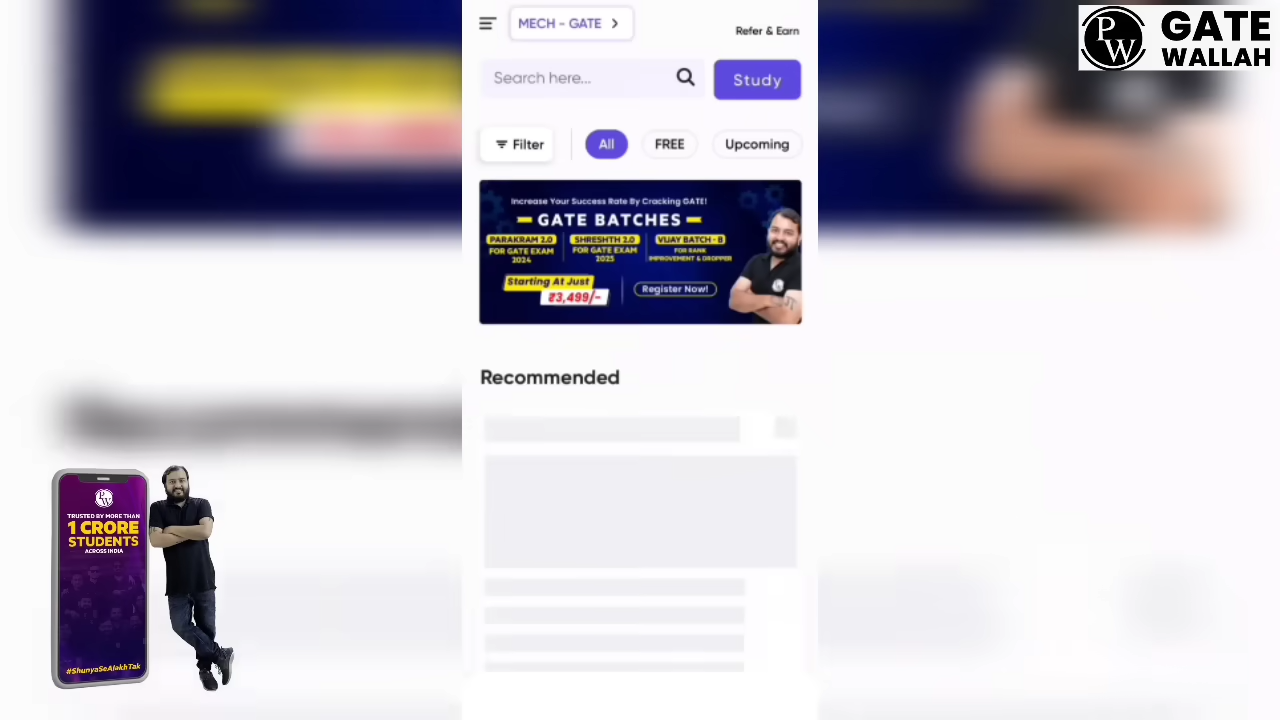 MECH - GATE
Refer & Earn
Search here...
Study
Filter
All
FREE
Upcoming
Increase Your Success Rate By Cracking GATE!
GATE BATCHES
PARAKRAM 2.0
FOR GATE EXAM
2024
SHRESHTH 2.0
FOR GATE EXAM
2025
VIJAY BATCH - B
FOR RANK
IMPROVEMENT & DROPPER
Starting At Just
₹3,499/-
Register Now!
Recommended
PW
GATE
WALLAH
PW
TRUSTED BY MORE THAN
1 CRORE
STUDENTS
ACROSS INDIA
#ShunyaSeAlakhTak